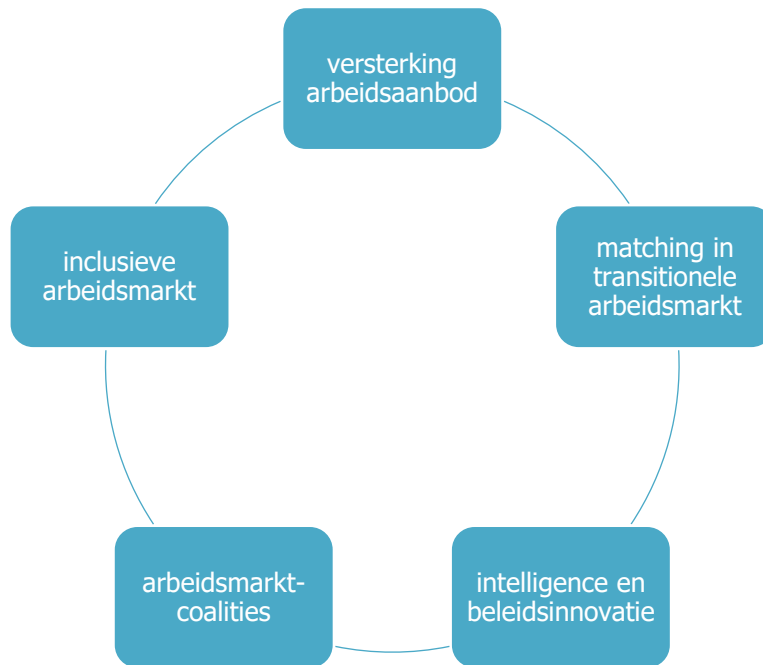 versterking
arbeidsaanbod
matching in
transitionele
arbeidsmarkt
intelligence en
beleidsinnovatie
arbeidsmarkt-
coalities
inclusieve
arbeidsmarkt